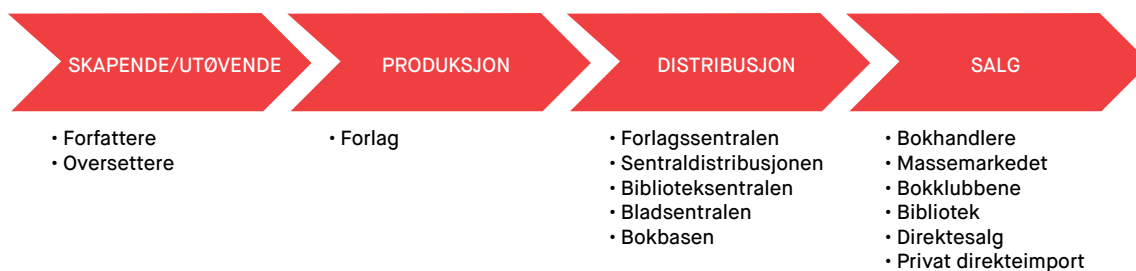 SKAPENDE/UTØVENDE
• Forfattere
• Oversettere
PRODUKSJON
• Forlag
DISTRIBUSJON
• Forlagssentralen
• Sentraldistribusjonen
• Biblioteksentralen
• Bladsentralen
• Bokbasen
SALG
• Bokhandlere
• Massemarkedet
• Bokklubbene
• Bibliotek
• Direktesalg
• Privat direkteimport